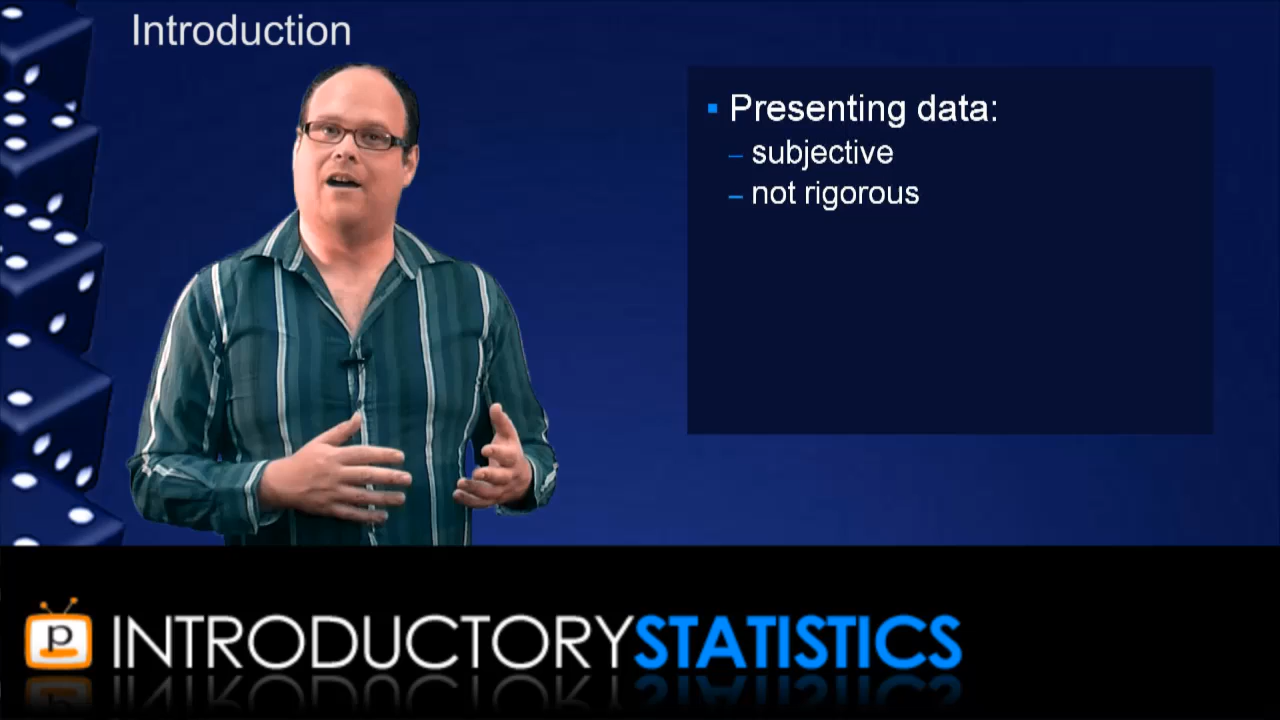 Introduction
Presenting data:
– subjective
– not rigorous
p
INTRODUCTORYSTATISTICS